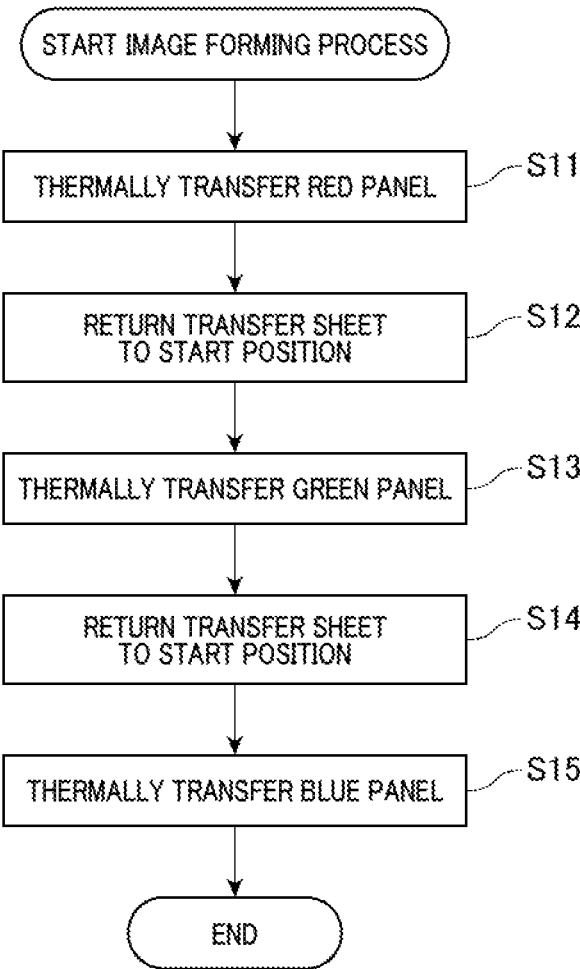 START IMAGE FORMING PROCESS
THERMALLY TRANSFER RED PANEL
S11
RETURN TRANSFER SHEET
TO START POSITION
S12
THERMALLY TRANSFER GREEN PANEL
S13
RETURN TRANSFER SHEET
TO START POSITION
S14
THERMALLY TRANSFER BLUE PANEL
S15
END